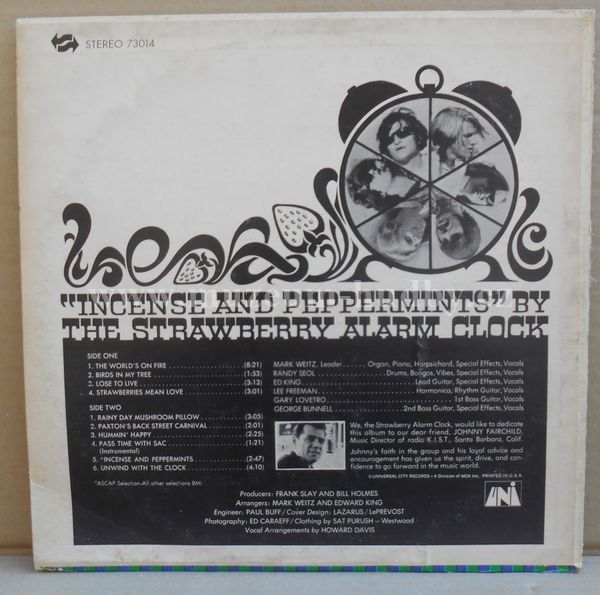 STEREO 73014
"INCENSE AND PEPPERMINTS" BY
THE STRAWBERRY ALARM CLOCK
SIDE ONE
1. THE WORLD'S ON FIRE (8:21)
2. BIRDS IN MY TREE (1:53)
3. LOSE TO LIVE (3:13)
4. STRAWBERRIES MEAN LOVE (3:01)
SIDE TWO
1. RAINY DAY MUSHROOM PILLOW (3:05)
2. PAXTON'S BACK STREET CARNIVAL (2:01)
3. HUMMIN' HAPPY (2:25)
4. PASS TIME WITH SAC (1:21)
(Instrumental)
5. *INCENSE AND PEPPERMINTS (2:47)
6. UNWIND WITH THE CLOCK (4:10)
*ASCAP Selection-All other selections BMI
MARK WEITZ, Leader Organ, Piano, Harpsichord, Special Effects, Vocals
RANDY SEOL Drums, Bongos, Vibes, Special Effects, Vocals
ED KING Lead Guitar, Special Effects, Vocals
LEE FREEMAN Harmonica, Rhythm Guitar, Vocals
GARY LOVETRO 1st Bass Guitar, Vocals
GEORGE BUNNELL 2nd Bass Guitar, Special Effects, Vocals
We, the Strawberry Alarm Clock, would like to dedicate
this album to our dear friend, JOHNNY FAIRCHILD,
Music Director of radio K.I.S.T., Santa Barbara, Calif.
Johnny's faith in the group and his loyal advice and
encouragement has given us the spirit, drive, and con-
fidence to go forward in the music world.
©UNIVERSAL CITY RECORDS • A Division of MCA Inc. PRINTED IN U.S.A.
Producers: FRANK SLAY AND BILL HOLMES
Arrangers: MARK WEITZ AND EDWARD KING
Engineer: PAUL BUFF/Cover Design: LAZARUS/LePREVOST
Photography: ED CARAEFF/Clothing by SAT PURUSH — Westwood
Vocal Arrangements by HOWARD DAVIS
UNI